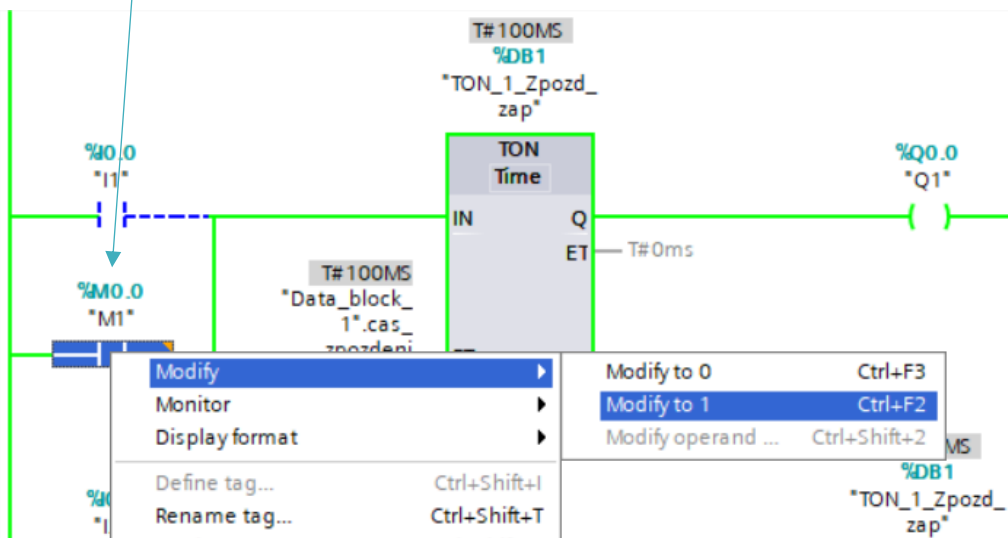 T#100MS
%DB1
"TON_1_Zpozd_
zap"
%I0.0
"I1"
TON
Time
%Q0.0
"Q1"
IN
Q
ET
T#0ms
%M0.0
"M1"
T#100MS
"Data_block_
1".cas_
zpozdeni
Modify
Modify to 0 Ctrl+F3
Monitor
Modify to 1 Ctrl+F2
Display format
Modify operand ... Ctrl+Shift+2
MS
%DB1
Define tag... Ctrl+Shift+I
"TON_1_Zpozd_
Rename tag... Ctrl+Shift+T
zap"